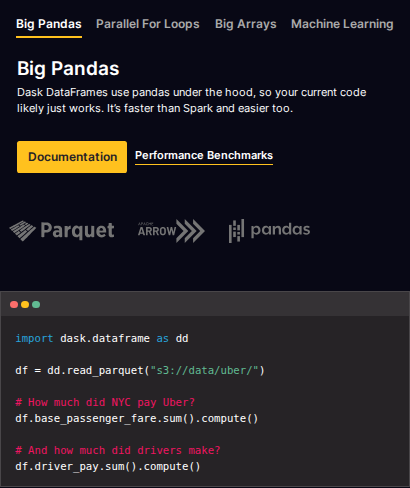 Big Pandas Parallel For Loops Big Arrays Machine Learning
Big Pandas
Dask DataFrames use pandas under the hood, so your current code
likely just works. It's faster than Spark and easier too.
Documentation Performance Benchmarks
Parquet APACHE ARROW pandas
import dask.dataframe as dd
df = dd.read_parquet("s3://data/uber/")
# How much did NYC pay Uber?
df.base_passenger_fare.sum().compute()
# And how much did drivers make?
df.driver_pay.sum().compute()